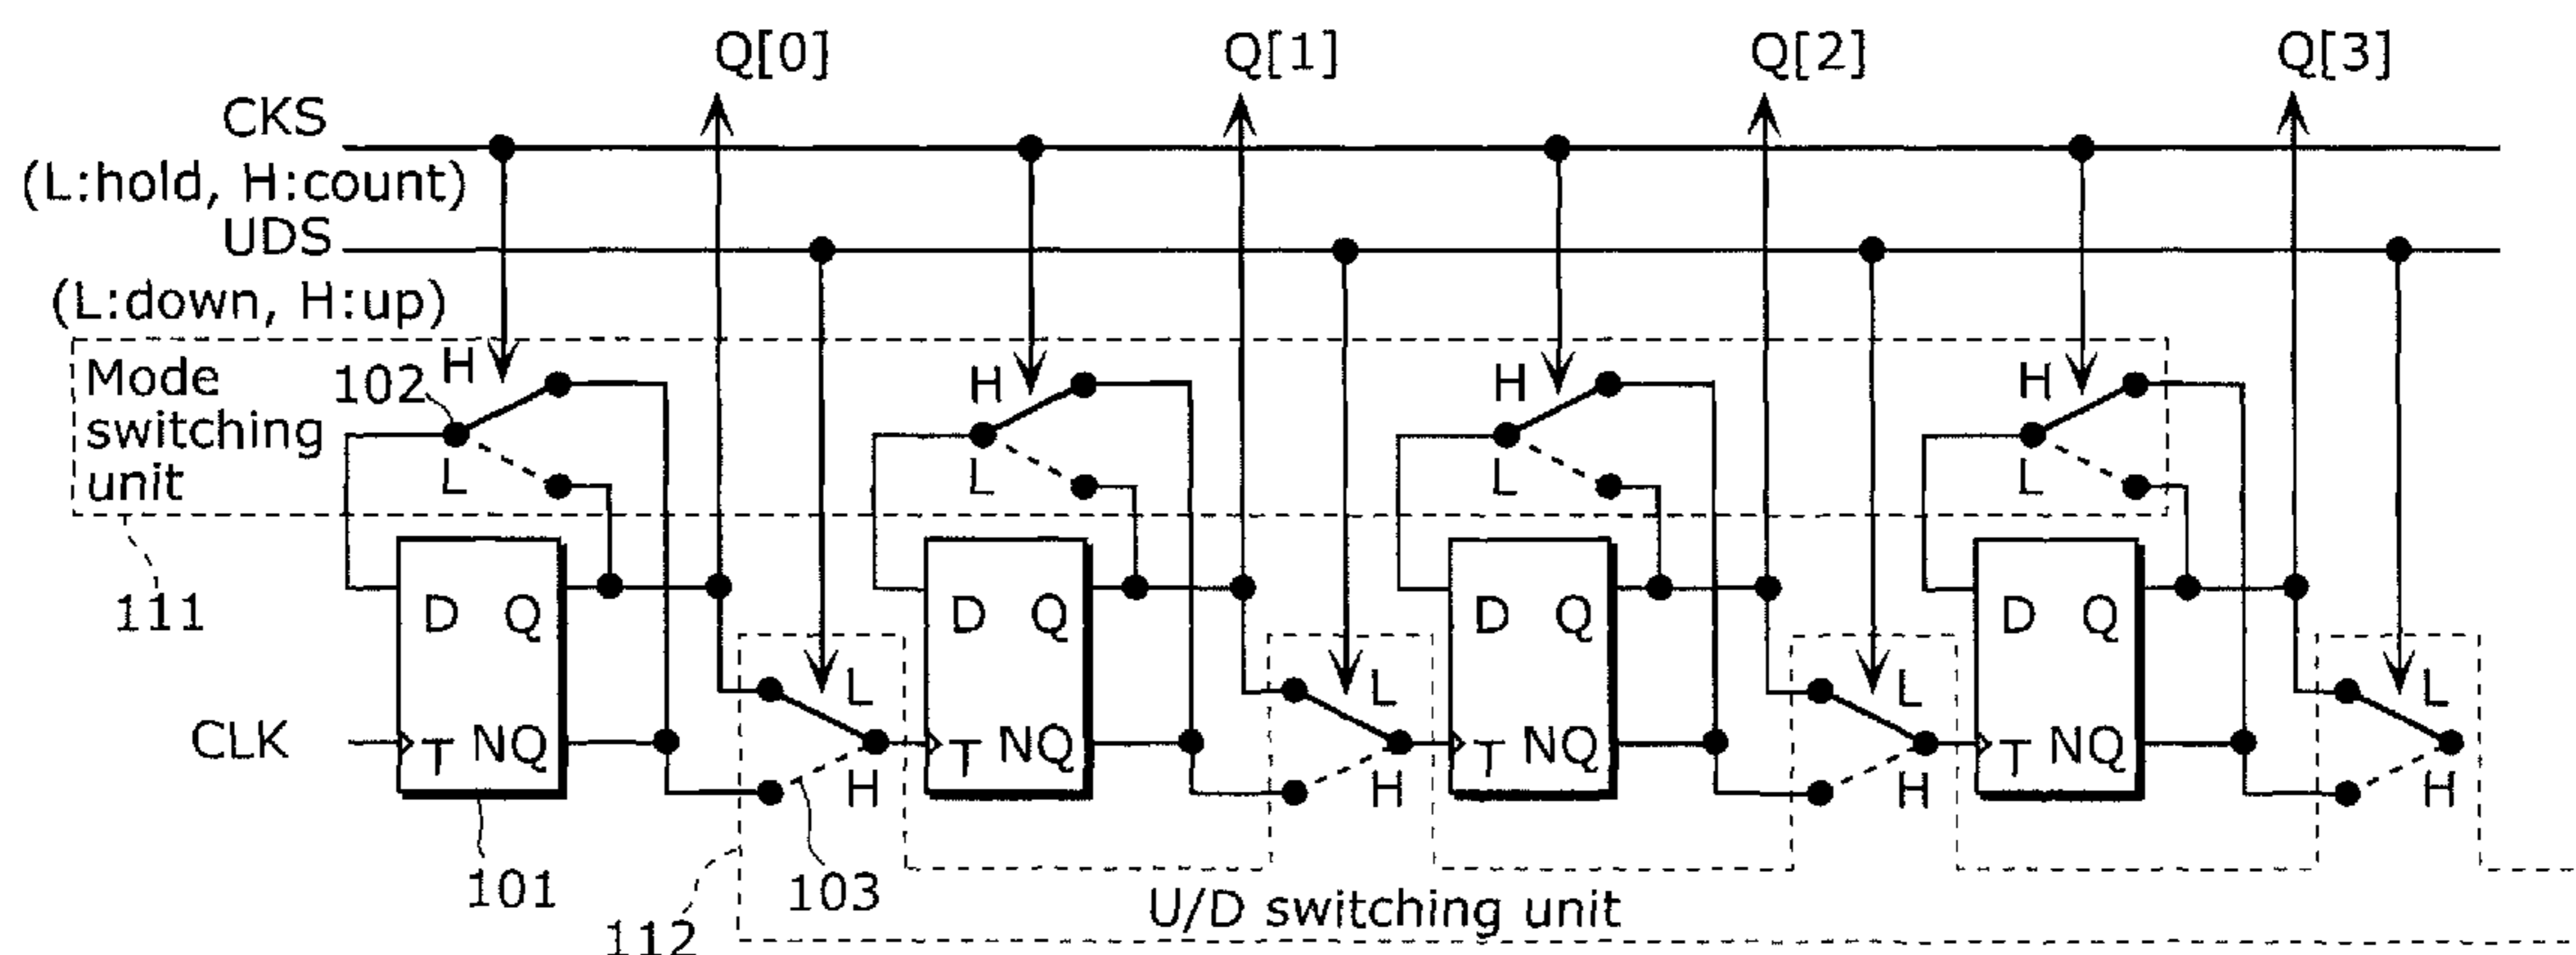 Q[0] Q[1] Q[2] Q[3]
CKS
(L:hold, H:count)
UDS
(L:down, H:up)
Mode
switching
unit
102 H H H H
L L L L
111
D Q D Q D Q D Q
L L L L
CLK T NQ T NQ T NQ T NQ
H H H H
101 103
112 U/D switching unit